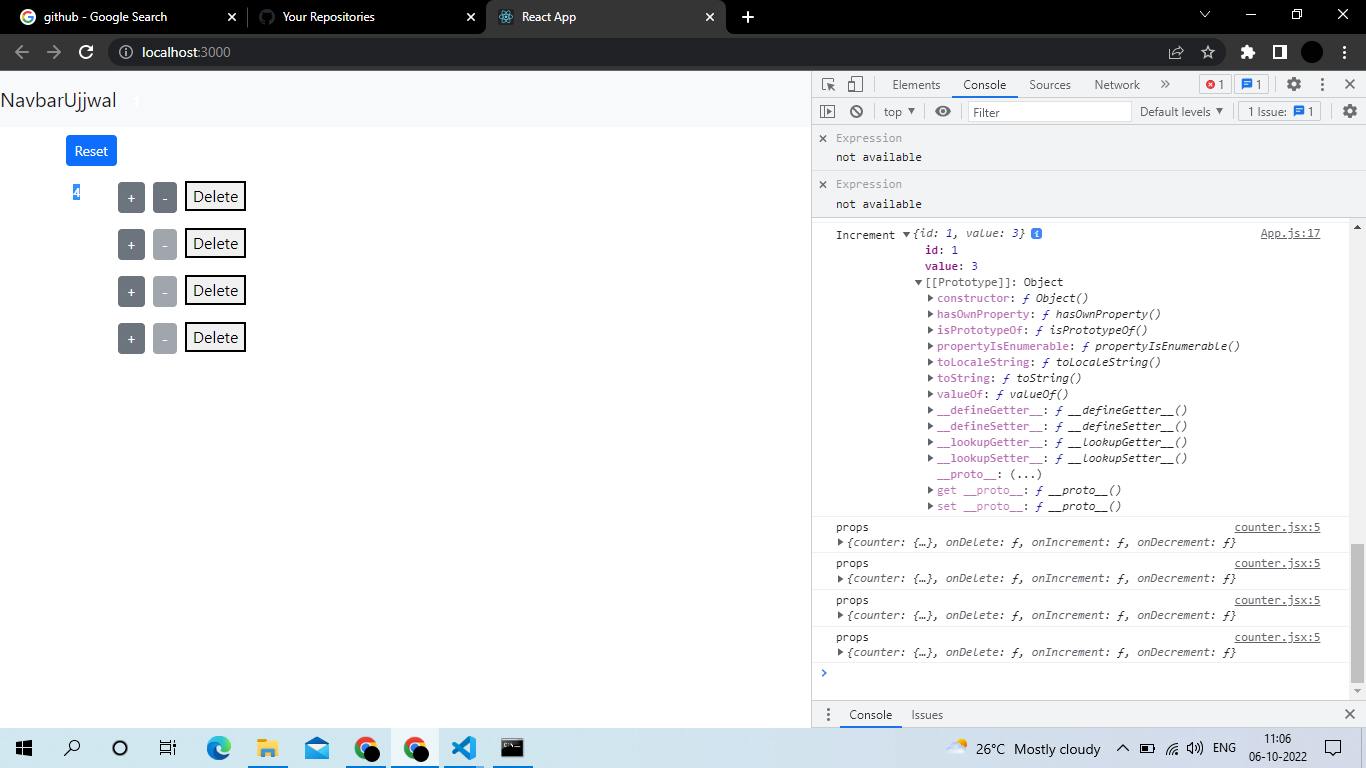 github - Google Search
Your Repositories
React App
localhost:3000
NavbarUjjwal 1
Reset
4 + - Delete
+ - Delete
+ - Delete
+ - Delete
Elements Console Sources Network » 1 1
top Filter Default levels 1 Issue: 1
Expression
not available
Expression
not available
Increment {id: 1, value: 3} i App.js:17
id: 1
value: 3
[[Prototype]]: Object
constructor: ƒ Object()
hasOwnProperty: ƒ hasOwnProperty()
isPrototypeOf: ƒ isPrototypeOf()
propertyIsEnumerable: ƒ propertyIsEnumerable()
toLocaleString: ƒ toLocaleString()
toString: ƒ toString()
valueOf: ƒ valueOf()
__defineGetter__: ƒ __defineGetter__()
__defineSetter__: ƒ __defineSetter__()
__lookupGetter__: ƒ __lookupGetter__()
__lookupSetter__: ƒ __lookupSetter__()
__proto__: (...)
get __proto__: ƒ __proto__()
set __proto__: ƒ __proto__()
props counter.jsx:5
{counter: {…}, onDelete: ƒ, onIncrement: ƒ, onDecrement: ƒ}
props counter.jsx:5
{counter: {…}, onDelete: ƒ, onIncrement: ƒ, onDecrement: ƒ}
props counter.jsx:5
{counter: {…}, onDelete: ƒ, onIncrement: ƒ, onDecrement: ƒ}
props counter.jsx:5
{counter: {…}, onDelete: ƒ, onIncrement: ƒ, onDecrement: ƒ}
Console Issues
26°C Mostly cloudy ENG 11:06
06-10-2022